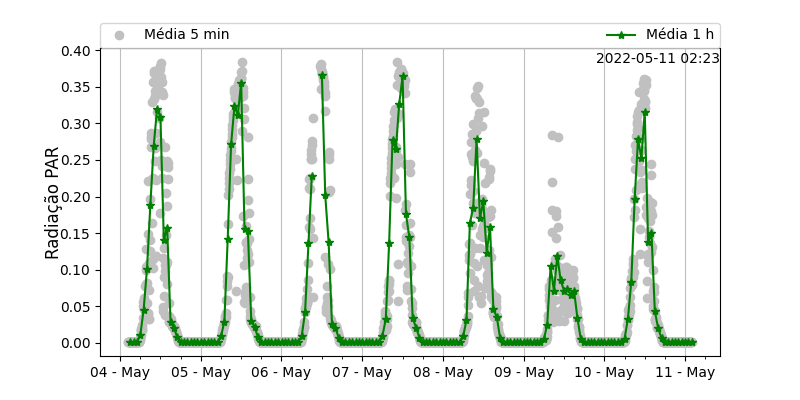 Média 5 min
Média 1 h
2022-05-11 02:23
Radiação PAR
0.40
0.35
0.30
0.25
0.20
0.15
0.10
0.05
0.00
04 - May
05 - May
06 - May
07 - May
08 - May
09 - May
10 - May
11 - May